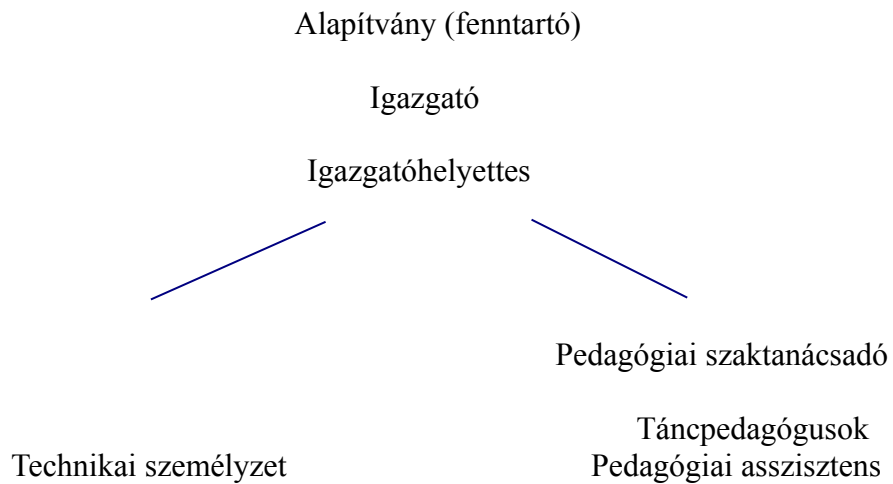 Alapítvány (fenntartó)
Igazgató
Igazgatóhelyettes
Pedagógiai szaktanácsadó
Táncpedagógusok
Technikai személyzet
Pedagógiai asszisztens